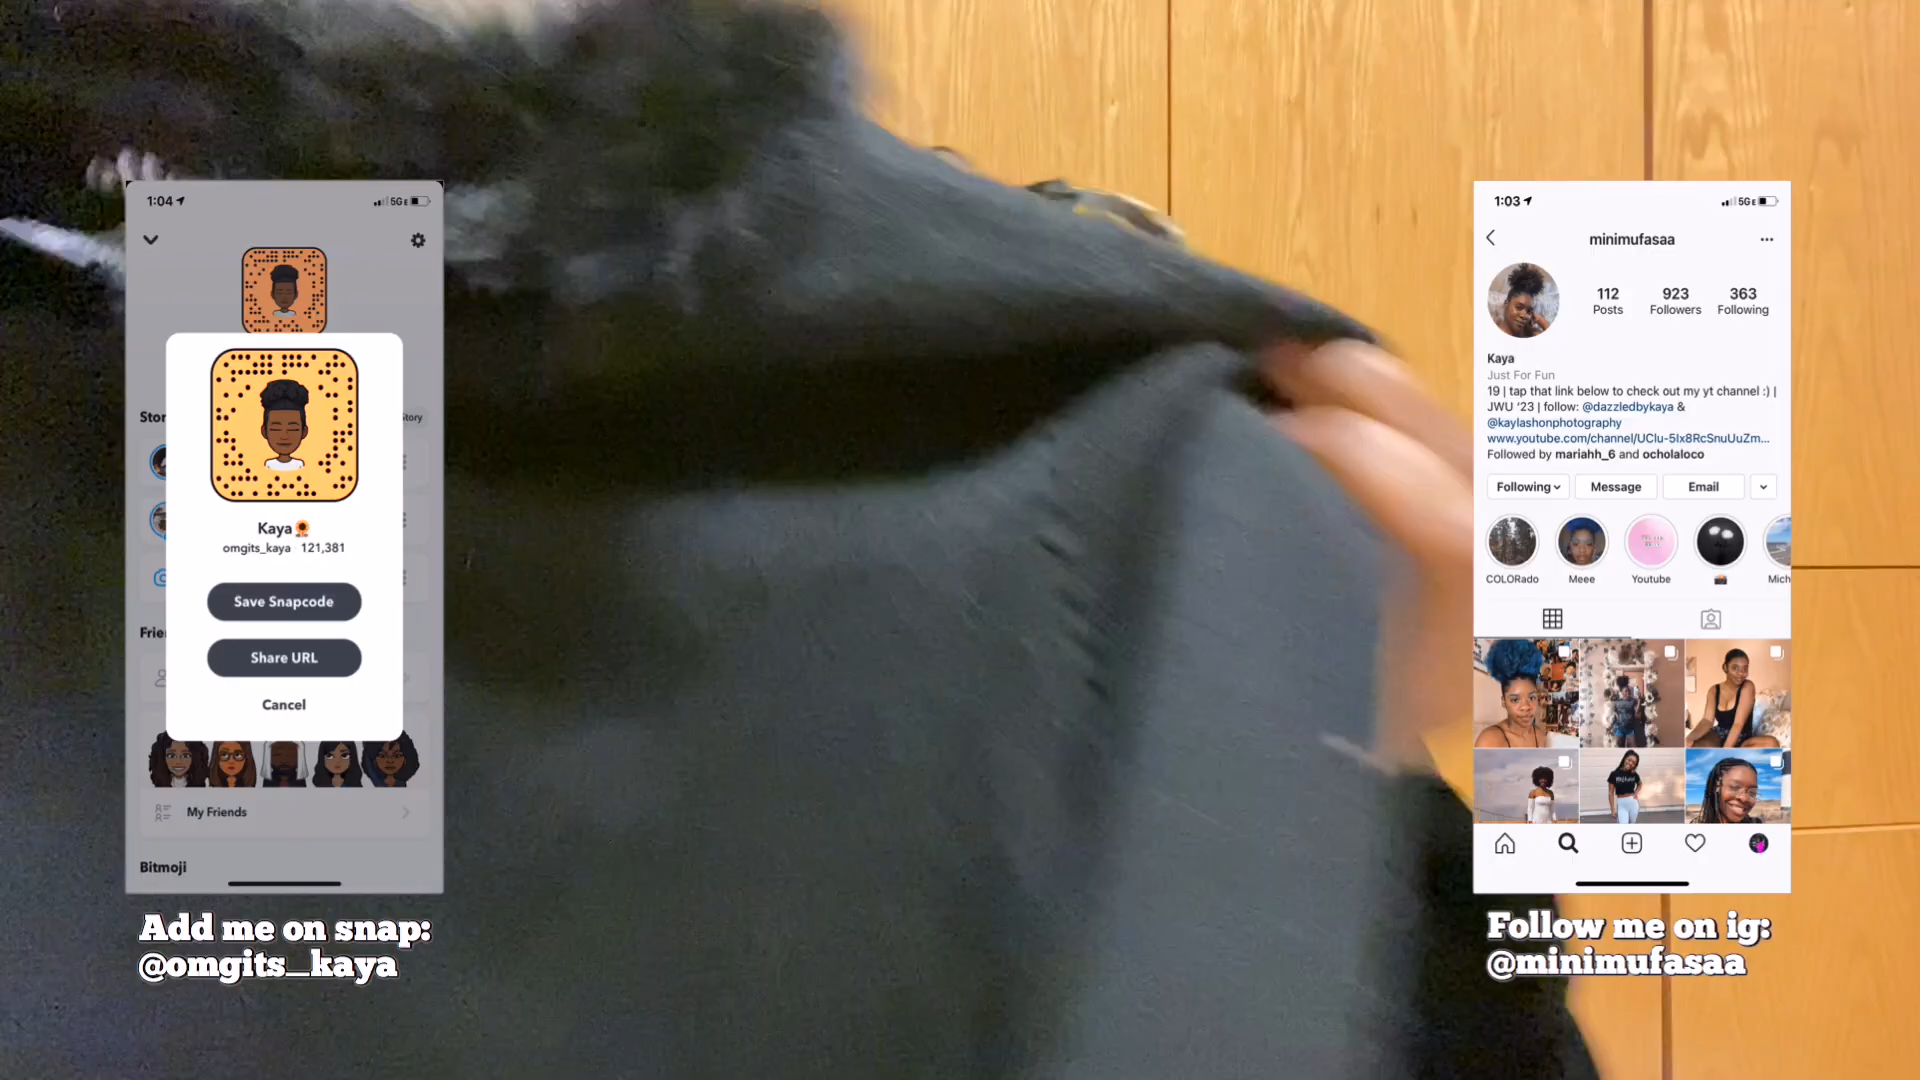 1:04
5GE
Stor
Story
Kaya
omgits_kaya 121,381
Save Snapcode
Share URL
Cancel
Frie
My Friends
Bitmoji
Add me on snap:
@omgits_kaya
1:03
5GE
minimufasaa
112 923 363
Posts Followers Following
Kaya
Just For Fun
19 | tap that link below to check out my yt channel :) |
JWU '23 | follow: @dazzledbykaya &
@kaylashonphotography
www.youtube.com/channel/UClu-5Ix8RcSnuUuZm...
Followed by mariahh_6 and ocholaloco
Following Message Email
COLORado Meee Youtube Mich
Follow me on ig:
@minimufasaa